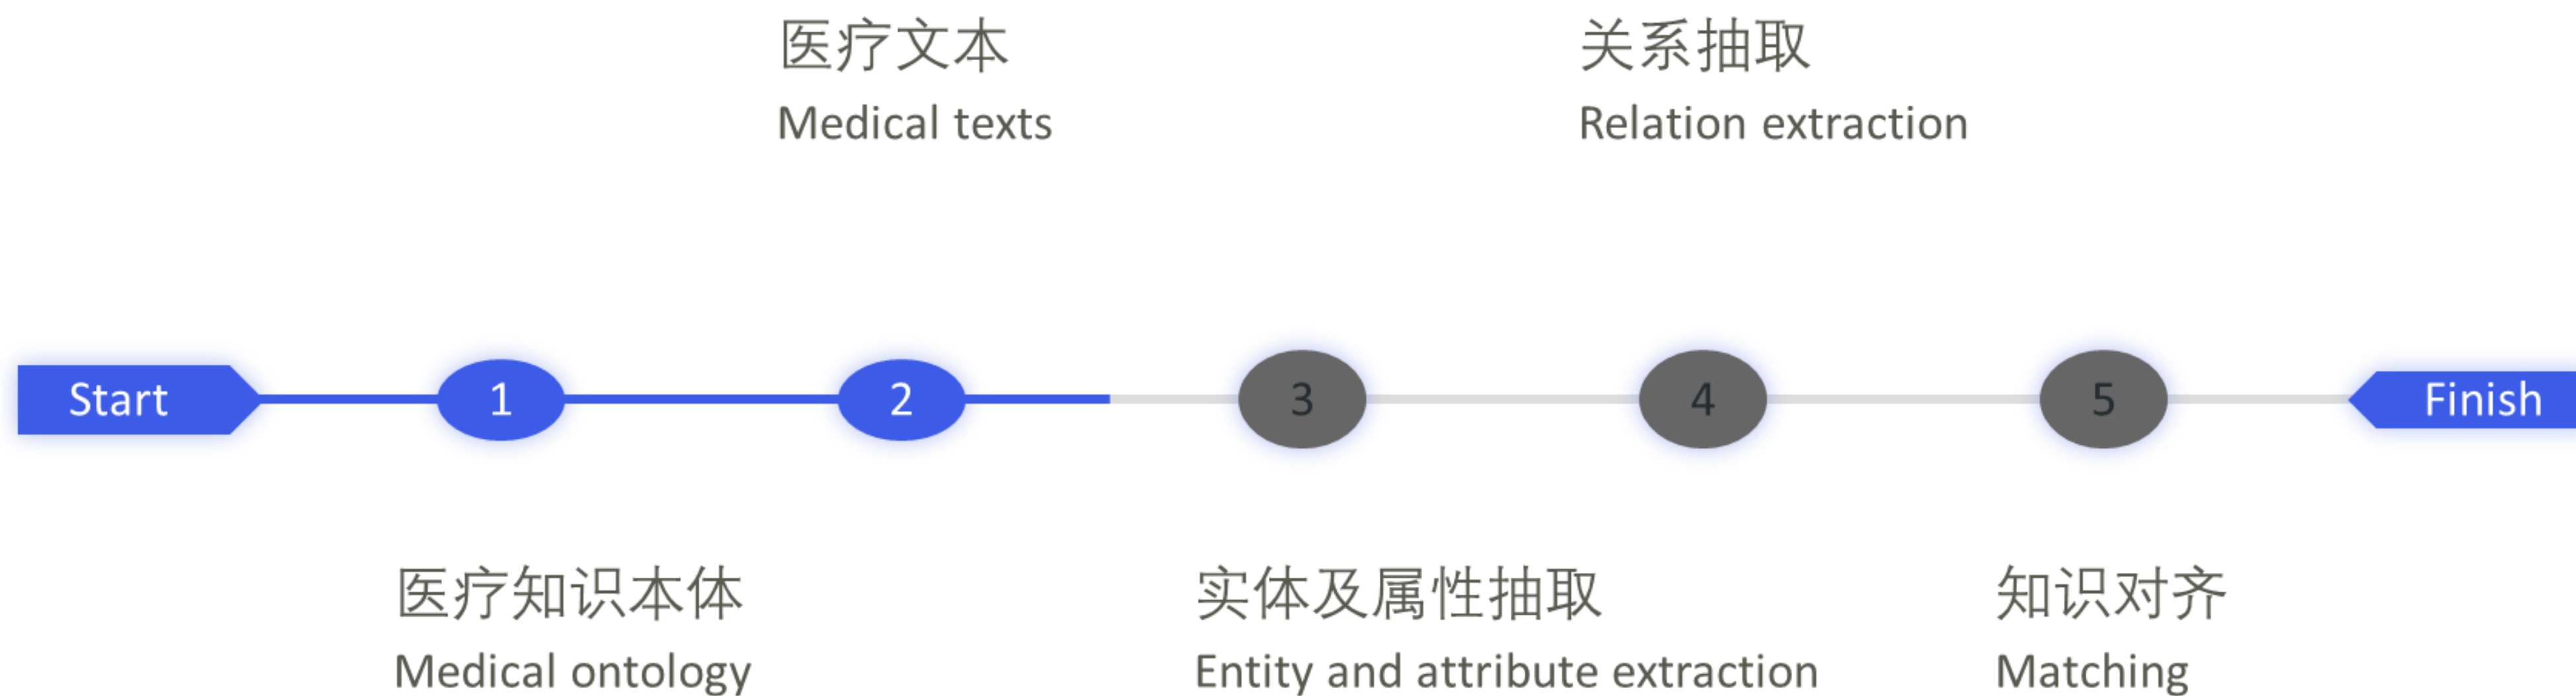 医疗文本
Medical texts
关系抽取
Relation extraction
Start
1
2
3
4
5
Finish
医疗知识本体
Medical ontology
实体及属性抽取
Entity and attribute extraction
知识对齐
Matching